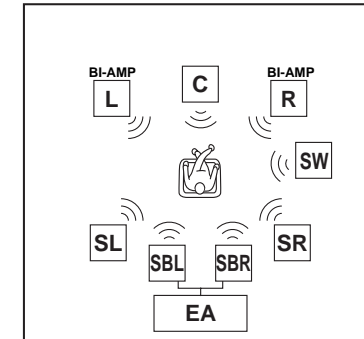 BI-AMP BI-AMP
L C R
SW
SL SBL SBR SR
EA